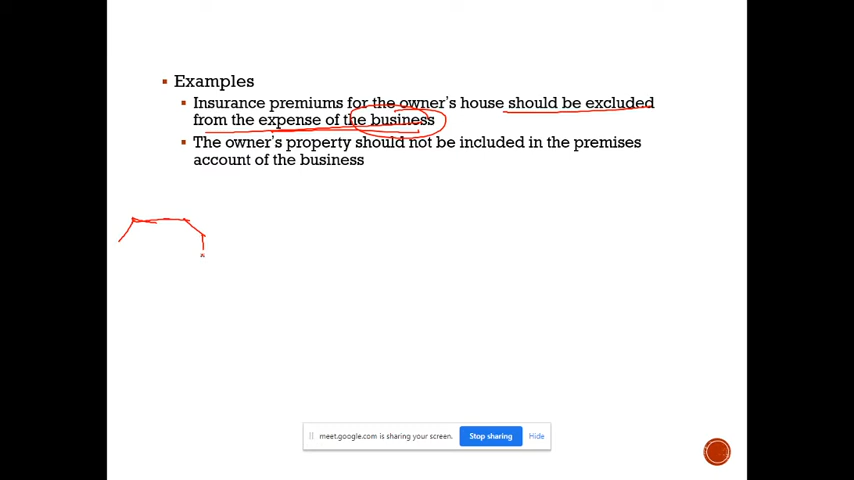 Examples
Insurance premiums for the owner's house should be excluded
from the expense of the business
The owner's property should not be included in the premises
account of the business
meet.google.com is sharing your screen. Stop sharing Hide